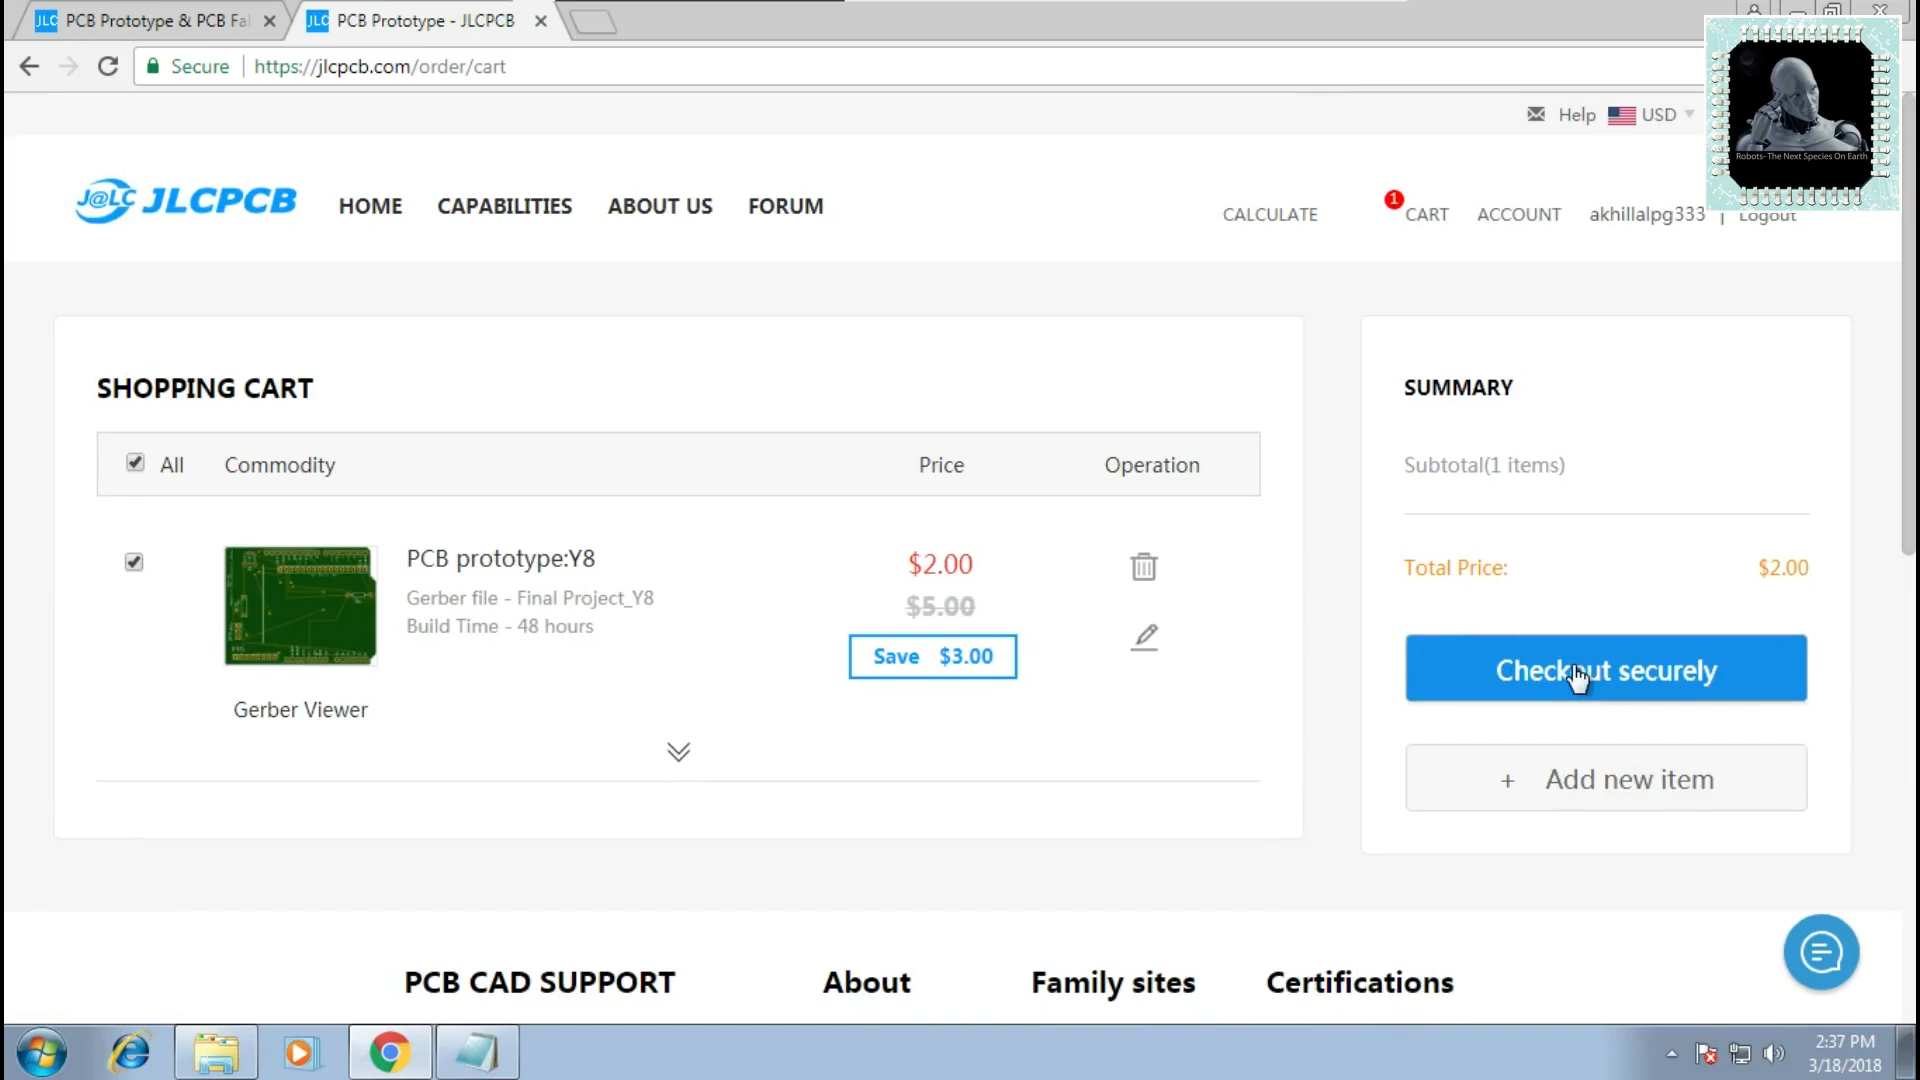 JLC PCB Prototype & PCB Fal
JLC PCB Prototype - JLCPCB
Secure https://jlcpcb.com/order/cart
Help USD
Robots- The Next Species On Earth
J@LC JLCPCB
HOME CAPABILITIES ABOUT US FORUM
CALCULATE 1 CART ACCOUNT akhillalpg333 | Logout
SHOPPING CART
All Commodity Price Operation
PCB prototype:Y8
Gerber file - Final Project_Y8
Build Time - 48 hours
$2.00
$5.00
Save $3.00
Gerber Viewer
SUMMARY
Subtotal(1 items)
Total Price: $2.00
Checkout securely
+ Add new item
PCB CAD SUPPORT About Family sites Certifications
2:37 PM
3/18/2018